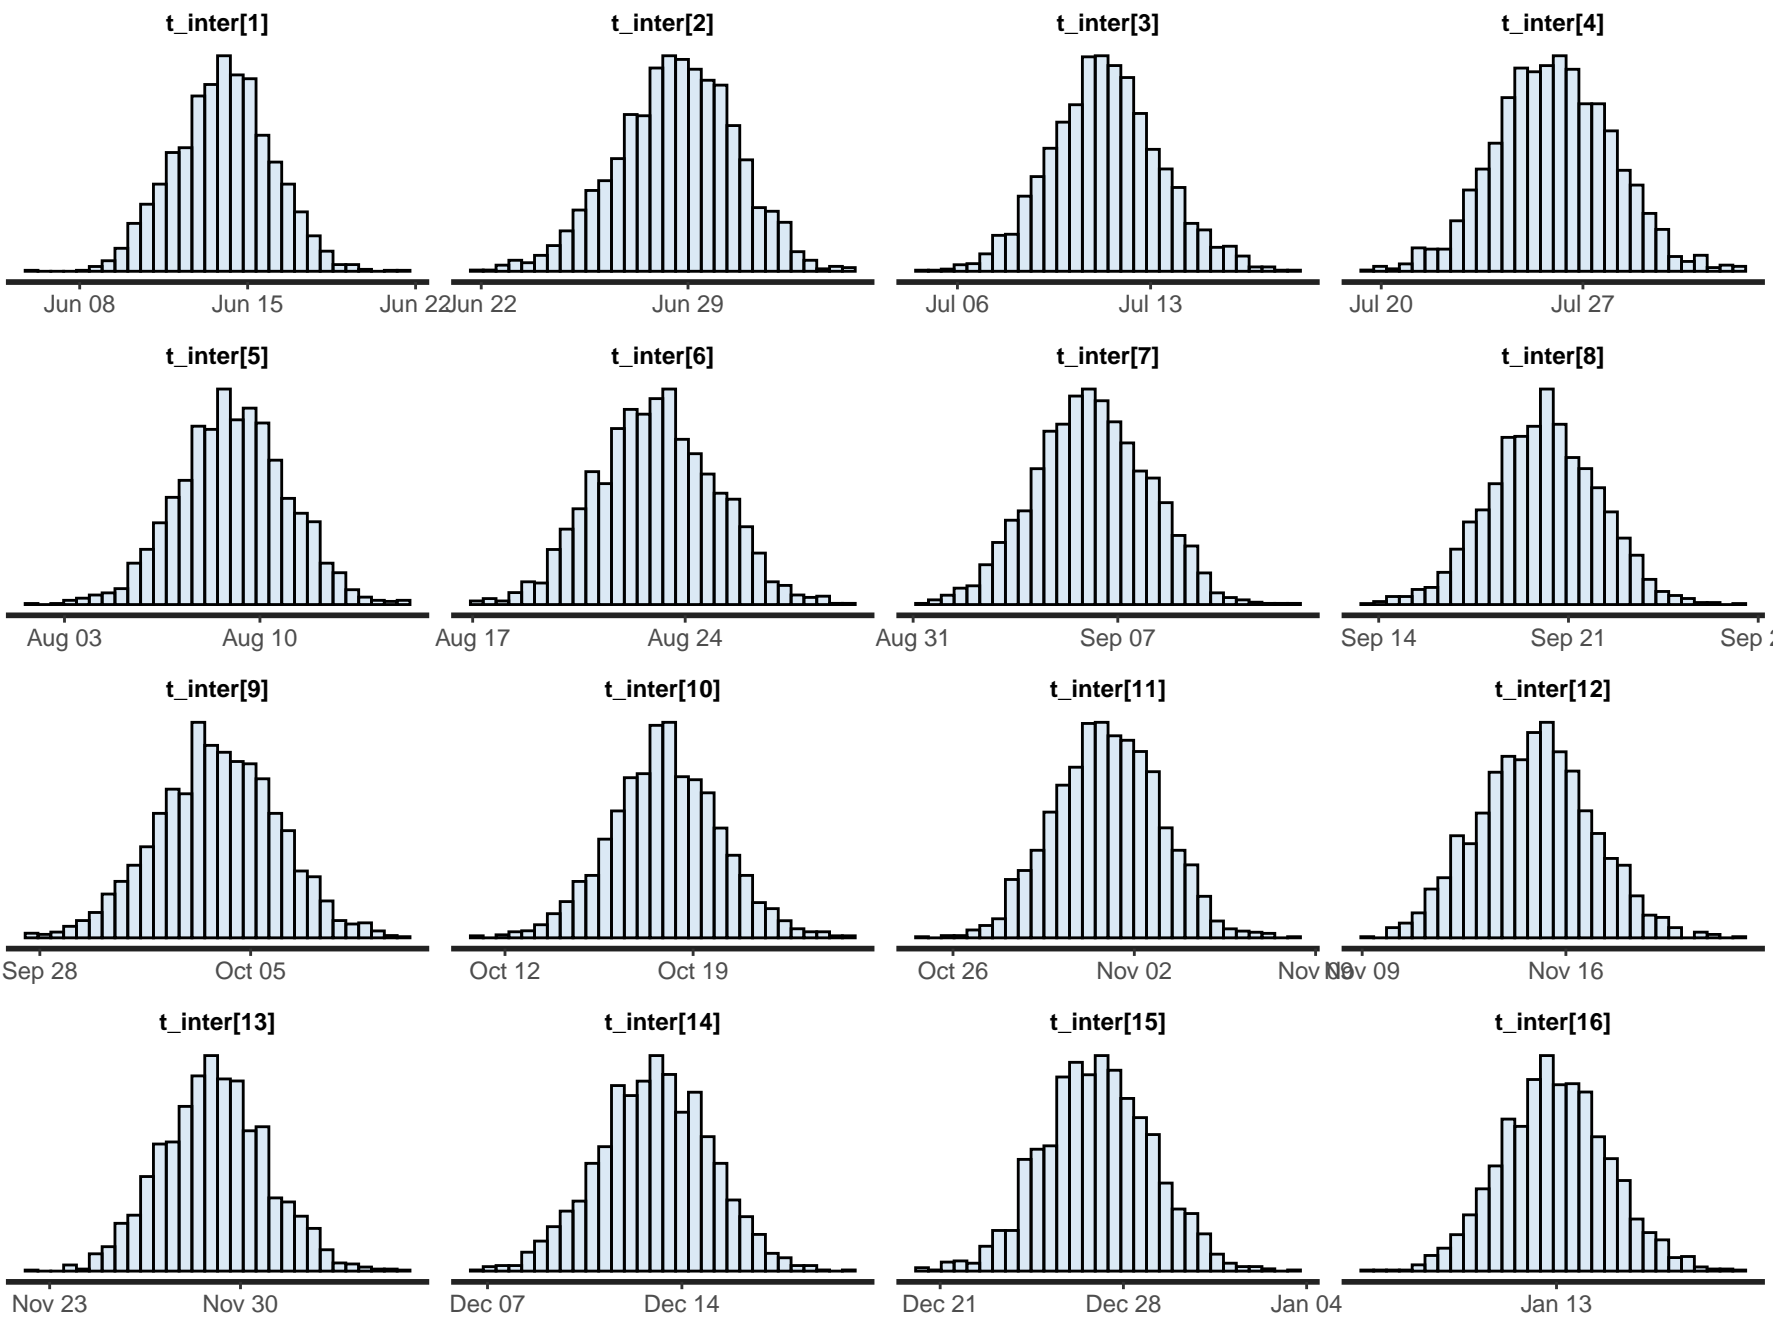 t_inter[1] t_inter[2] t_inter[3] t_inter[4]
Jun 08 Jun 15 Jun 22 Jun 22 Jun 29 Jul 06 Jul 13 Jul 20 Jul 27
t_inter[5] t_inter[6] t_inter[7] t_inter[8]
Aug 03 Aug 10 Aug 17 Aug 24 Aug 31 Sep 07 Sep 14 Sep 21 Sep
t_inter[9] t_inter[10] t_inter[11] t_inter[12]
Sep 28 Oct 05 Oct 12 Oct 19 Oct 26 Nov 02 Nov 09 Nov 09 Nov 16
t_inter[13] t_inter[14] t_inter[15] t_inter[16]
Nov 23 Nov 30 Dec 07 Dec 14 Dec 21 Dec 28 Jan 04 Jan 13